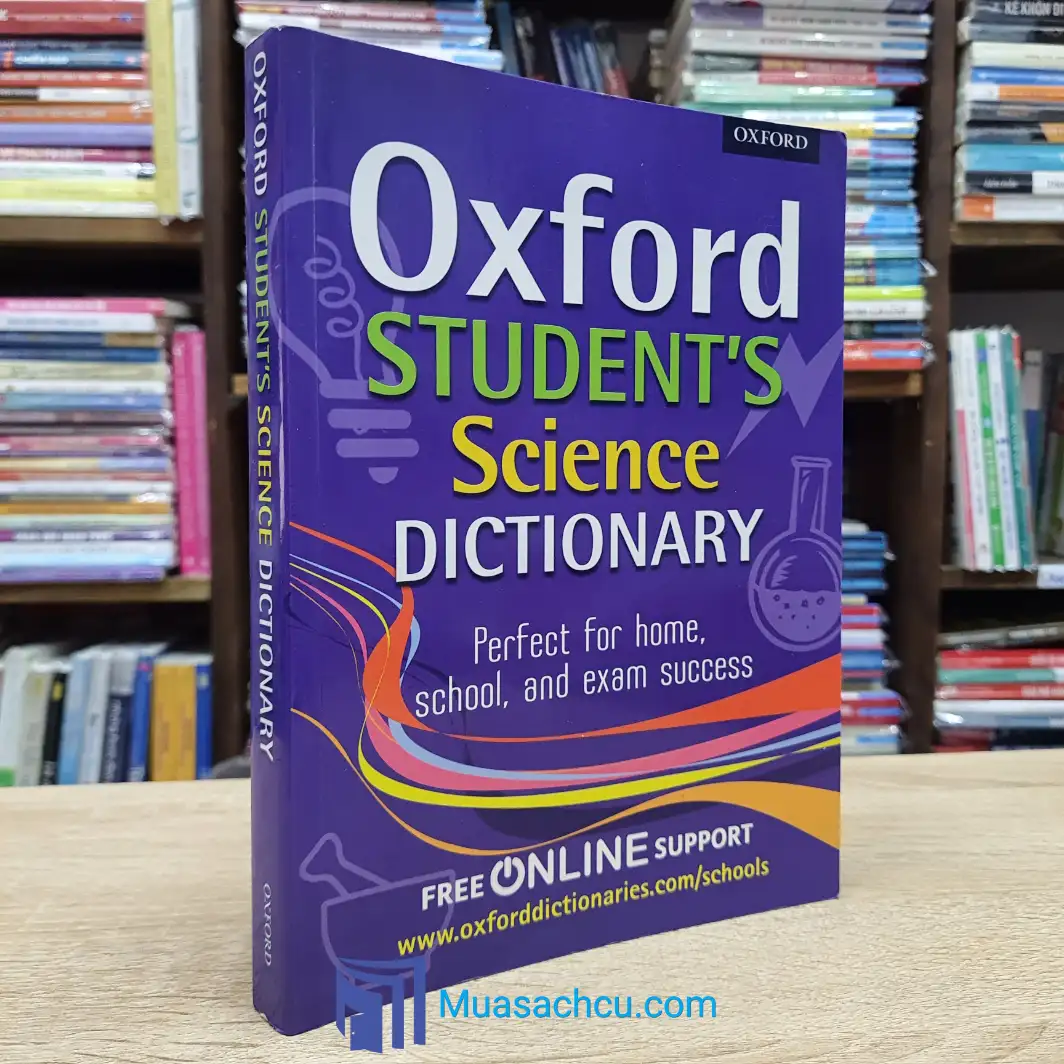 OXFORD
Oxford
STUDENT'S
Science
DICTIONARY
Perfect for home,
school, and exam success
FREE ONLINE SUPPORT
www.oxforddictionaries.com/schools
OXFORD STUDENT'S SCIENCE DICTIONARY
OXFORD
Muasachcu.com